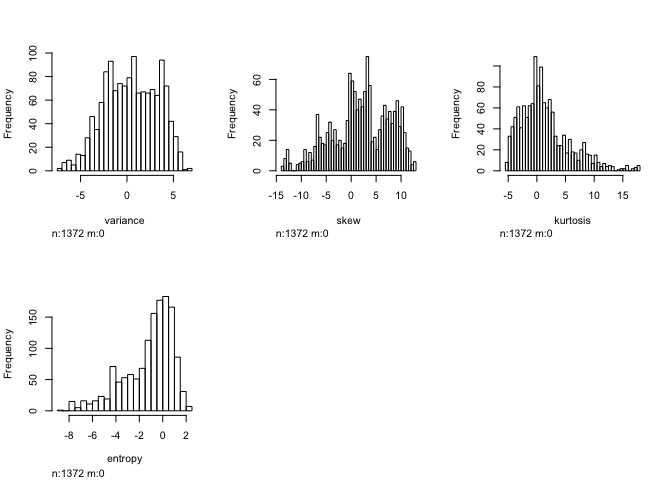 Frequency
0 20 40 60 80 100
-5 0 5
variance
n:1372 m:0
Frequency
0 20 40 60
-15 -10 -5 0 5 10
skew
n:1372 m:0
Frequency
0 20 40 60 80
-5 0 5 10 15
kurtosis
n:1372 m:0
Frequency
0 50 100 150
-8 -6 -4 -2 0 2
entropy
n:1372 m:0